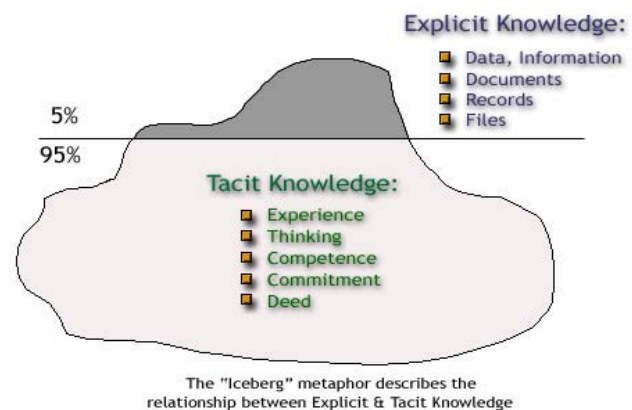 Explicit Knowledge:
Data, Information
Documents
Records
Files
5%
95%
Tacit Knowledge:
Experience
Thinking
Competence
Commitment
Deed
The "Iceberg" metaphor describes the
relationship between Explicit & Tacit Knowledge